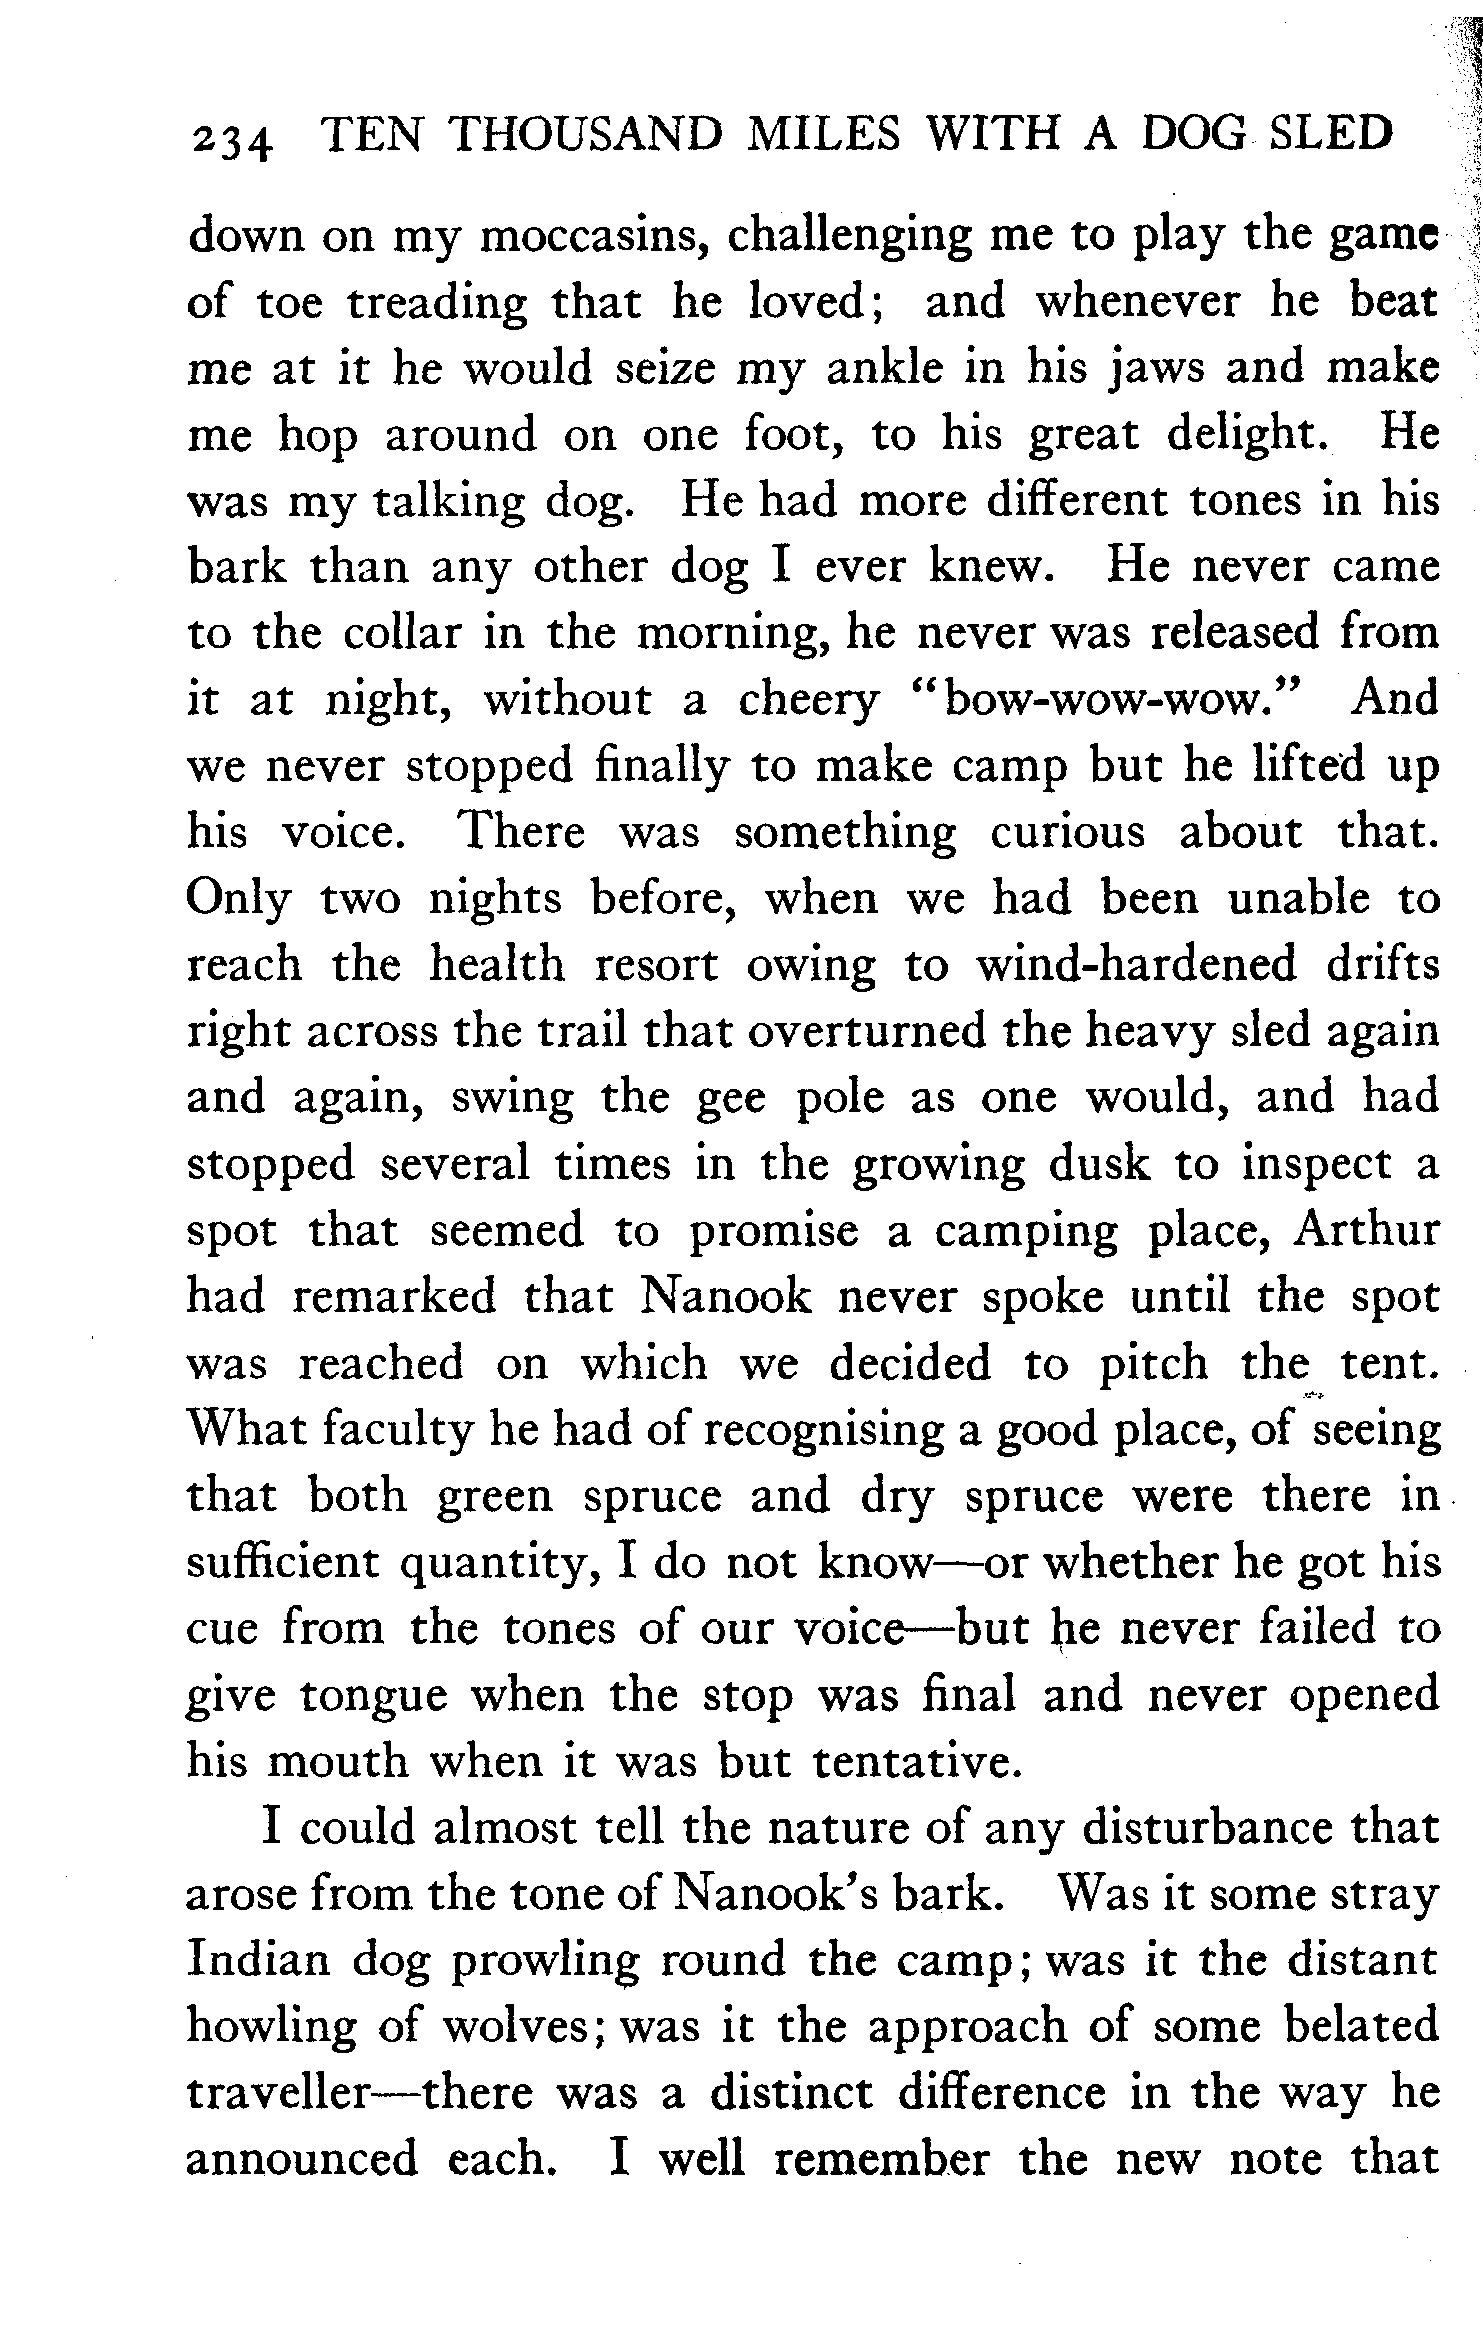 234 TEN THOUSAND MILES WITH A DOG SLED
down on my moccasins, challenging me to play the game
of toe treading that he loved; and whenever he beat
me at it he would seize my ankle in his jaws and make
me hop around on one foot, to his great delight. He
was my talking dog. He had more different tones in his
bark than any other dog I ever knew. He never came
to the collar in the morning, he never was released from
it at night, without a cheery "bow-wow-wow." And
we never stopped finally to make camp but he lifted up
his voice. There was something curious about that.
Only two nights before, when we had been unable to
reach the health resort owing to wind-hardened drifts
right across the trail that overturned the heavy sled again
and again, swing the gee pole as one would, and had
stopped several times in the growing dusk to inspect a
spot that seemed to promise a camping place, Arthur
had remarked that Nanook never spoke until the spot
was reached on which we decided to pitch the tent.
What faculty he had of recognising a good place, of seeing
that both green spruce and dry spruce were there in
sufficient quantity, I do not know—or whether he got his
cue from the tones of our voice—but he never failed to
give tongue when the stop was final and never opened
his mouth when it was but tentative.
I could almost tell the nature of any disturbance that
arose from the tone of Nanook's bark. Was it some stray
Indian dog prowling round the camp; was it the distant
howling of wolves; was it the approach of some belated
traveller—there was a distinct difference in the way he
announced each. I well remember the new note that